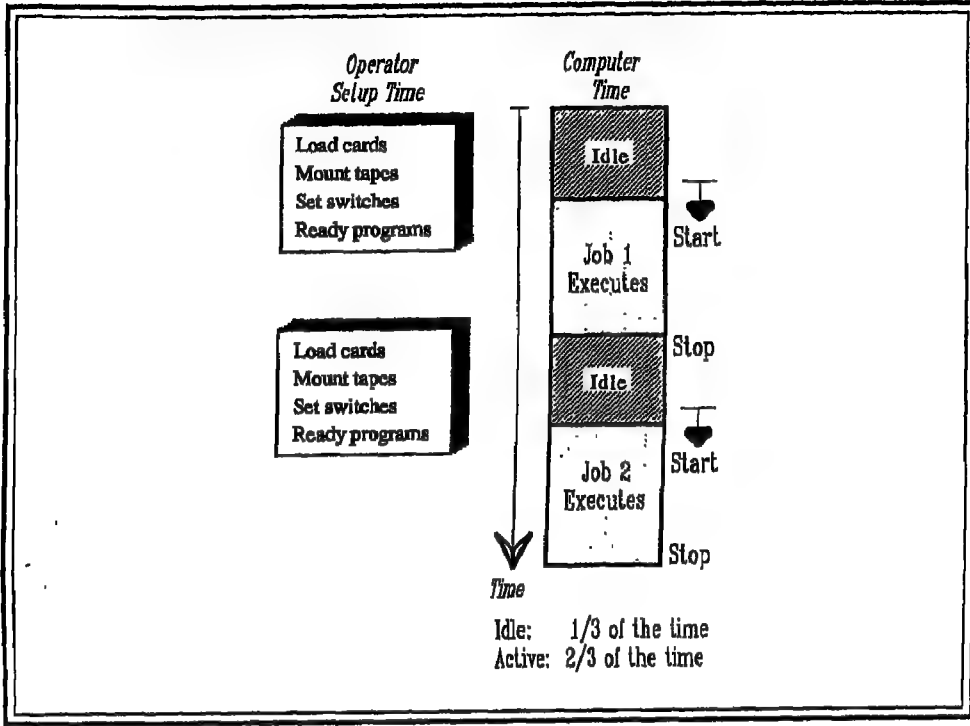 Operator
Setup Time
Computer
Time
Load cards
Mount tapes
Set switches
Ready programs
Idle
Start
Job 1
Executes
Stop
Load cards
Mount tapes
Set switches
Ready programs
Idle
Start
Job 2
Executes
Stop
Time
Idle: 1/3 of the time
Active: 2/3 of the time